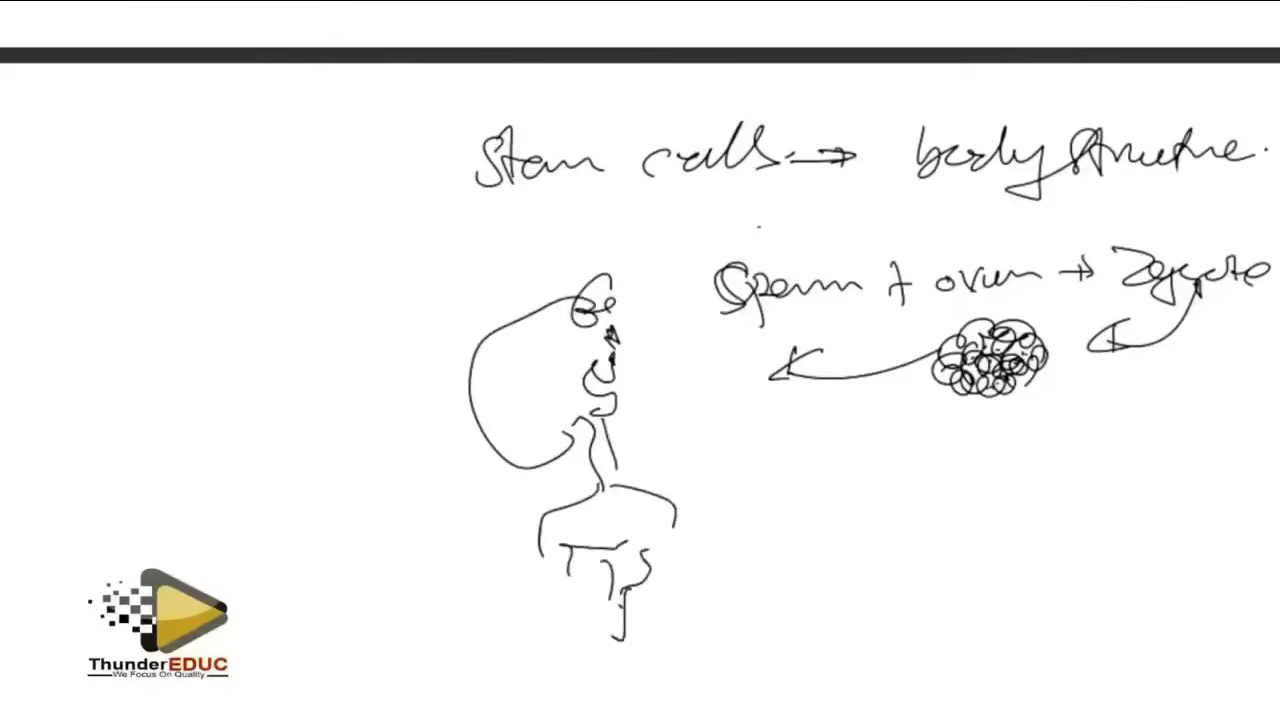 Stem cells → body structure.
Sperm + ovum → Zygote
ThunderEDUC
We Focus On Quality